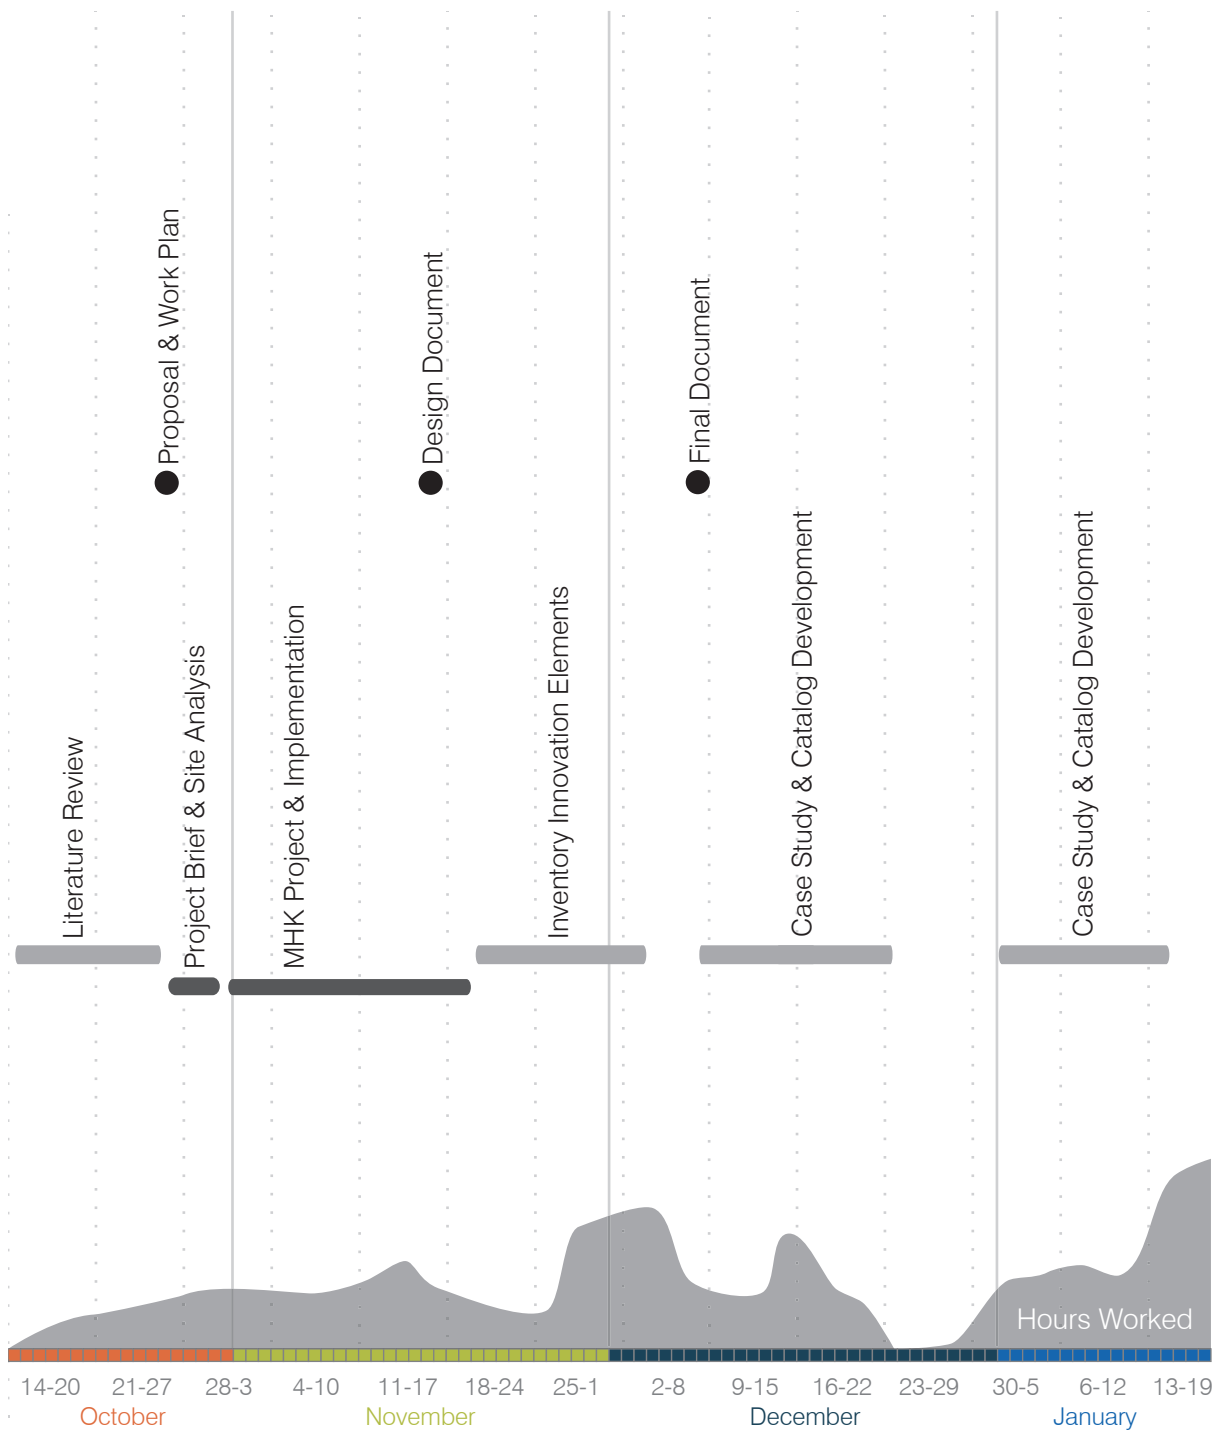 Proposal & Work Plan
Design Document
Final Document
Literature Review
Project Brief & Site Analysis
MHK Project & Implementation
Inventory Innovation Elements
Case Study & Catalog Development
Case Study & Catalog Development
Hours Worked
14-20 21-27 28-3 4-10 11-17 18-24 25-1 2-8 9-15 16-22 23-29 30-5 6-12 13-19
October November December January